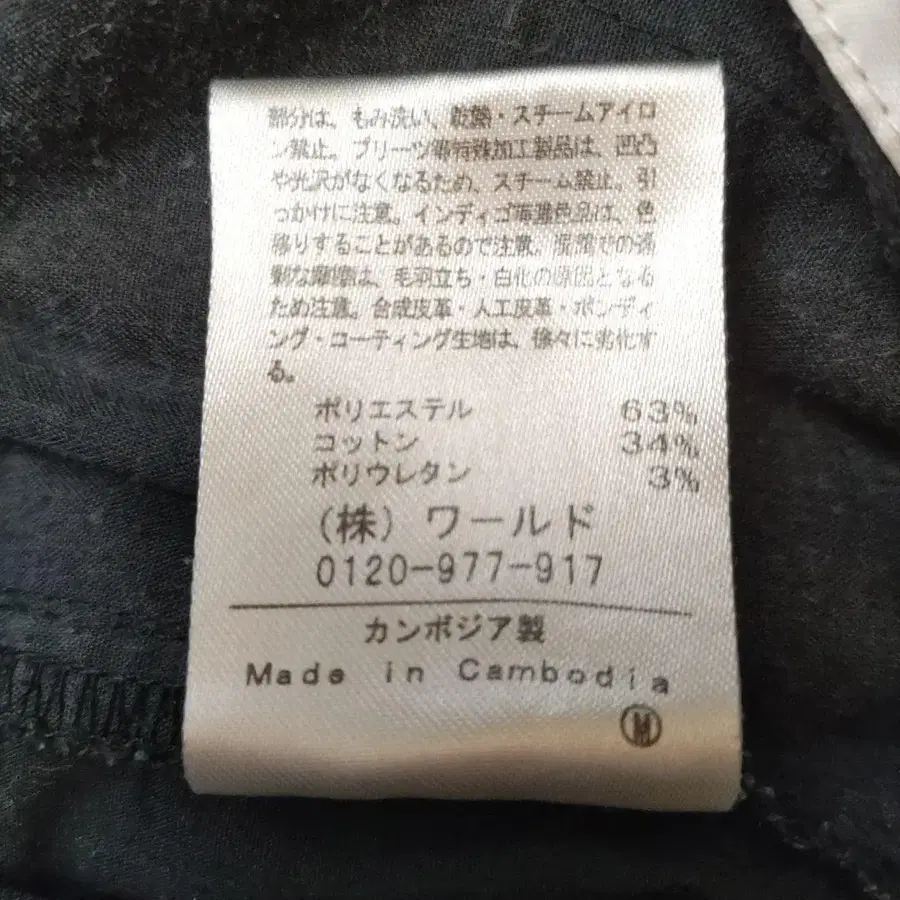 部分は、もみ洗い、乾熱・スチームアイロ
ン禁止。プリーツ等特殊加工製品は、凹凸
や光沢がなくなるため、スチーム禁止。引
っかけに注意。インディゴ・濃色品は、色
移りすることがあるので注意。湿潤での過
剰な摩擦は、毛羽立ち・白化の原因となる
ため注意。合成皮革・人工皮革・ボンディ
ング・コーティング生地は、徐々に劣化す
る。
ポリエステル 63%
コットン 34%
ポリウレタン 3%
(株) ワールド
0120-977-917
カンボジア製
Made in Cambodia
M